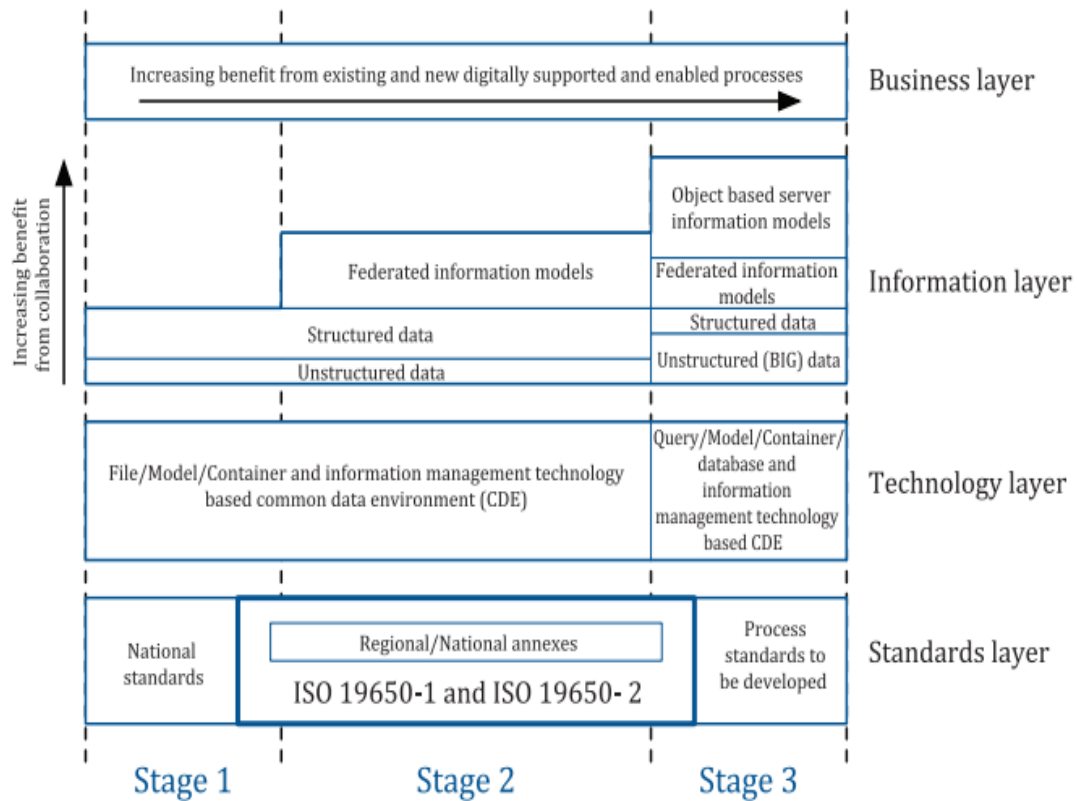 Increasing benefit from existing and new digitally supported and enabled processes
Business layer
Increasing benefit
from collaboration
Object based server
information models
Federated information models
Federated information
models
Information layer
Structured data
Structured data
Unstructured data
Unstructured (BIG) data
File/Model/Container and information management technology
based common data environment (CDE)
Query/Model/Container/
database and
information
management technology
based CDE
Technology layer
National
standards
Regional/National annexes
ISO 19650-1 and ISO 19650- 2
Process
standards to
be developed
Standards layer
Stage 1
Stage 2
Stage 3